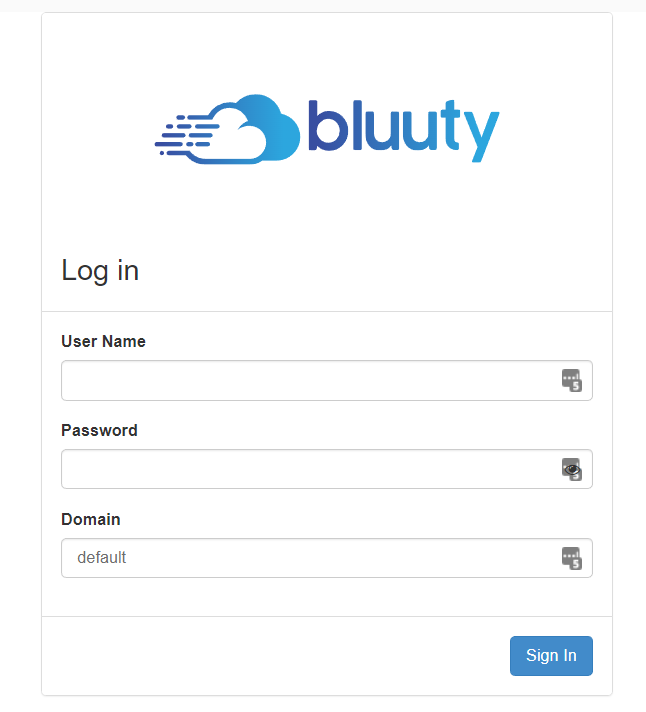 bluuty
Log in
User Name
Password
Domain
default
Sign In